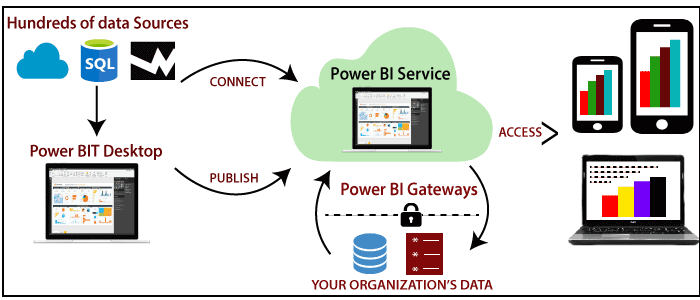 Hundreds of data Sources
SQL
CONNECT
Power BI Service
ACCESS
Power BIT Desktop
PUBLISH
Power BI Gateways
YOUR ORGANIZATION'S DATA